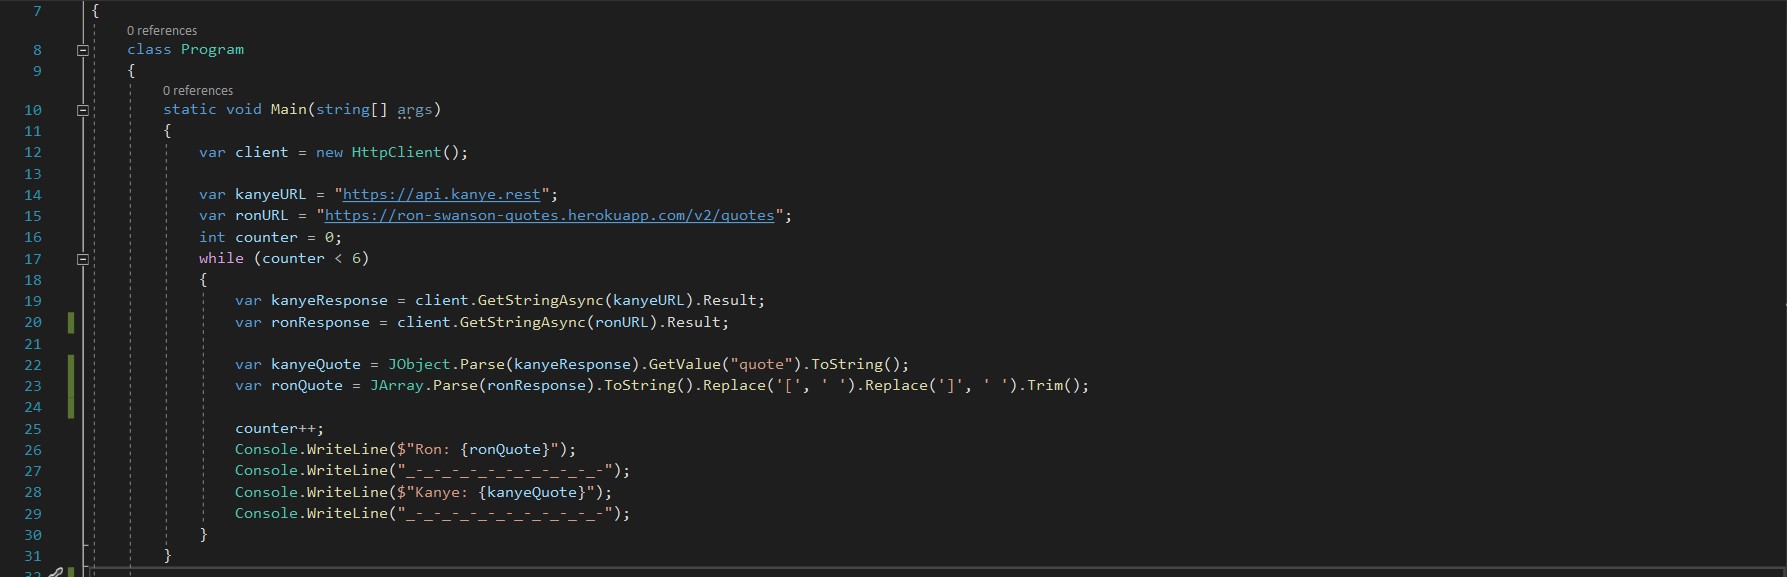 7 {
0 references
8 class Program
9 {
0 references
10 static void Main(string[] args)
11 {
12 var client = new HttpClient();
13
14 var kanyeURL = "https://api.kanye.rest";
15 var ronURL = "https://ron-swanson-quotes.herokuapp.com/v2/quotes";
16 int counter = 0;
17 while (counter < 6)
18 {
19 var kanyeResponse = client.GetStringAsync(kanyeURL).Result;
20 var ronResponse = client.GetStringAsync(ronURL).Result;
21
22 var kanyeQuote = JObject.Parse(kanyeResponse).GetValue("quote").ToString();
23 var ronQuote = JArray.Parse(ronResponse).ToString().Replace('[', ' ').Replace(']', ' ').Trim();
24
25 counter++;
26 Console.WriteLine($"Ron: {ronQuote}");
27 Console.WriteLine("_-_-_-_-_-_-_-_-_-_-_-");
28 Console.WriteLine($"Kanye: {kanyeQuote}");
29 Console.WriteLine("_-_-_-_-_-_-_-_-_-_-_-");
30 }
31 }
32